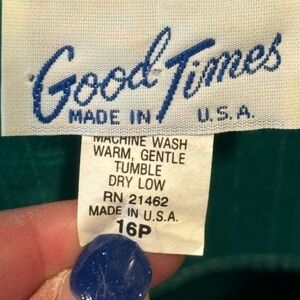 Good Times
MADE IN U.S.A.
MACHINE WASH
WARM, GENTLE
TUMBLE
DRY LOW
RN 21462
MADE IN U.S.A.
16P